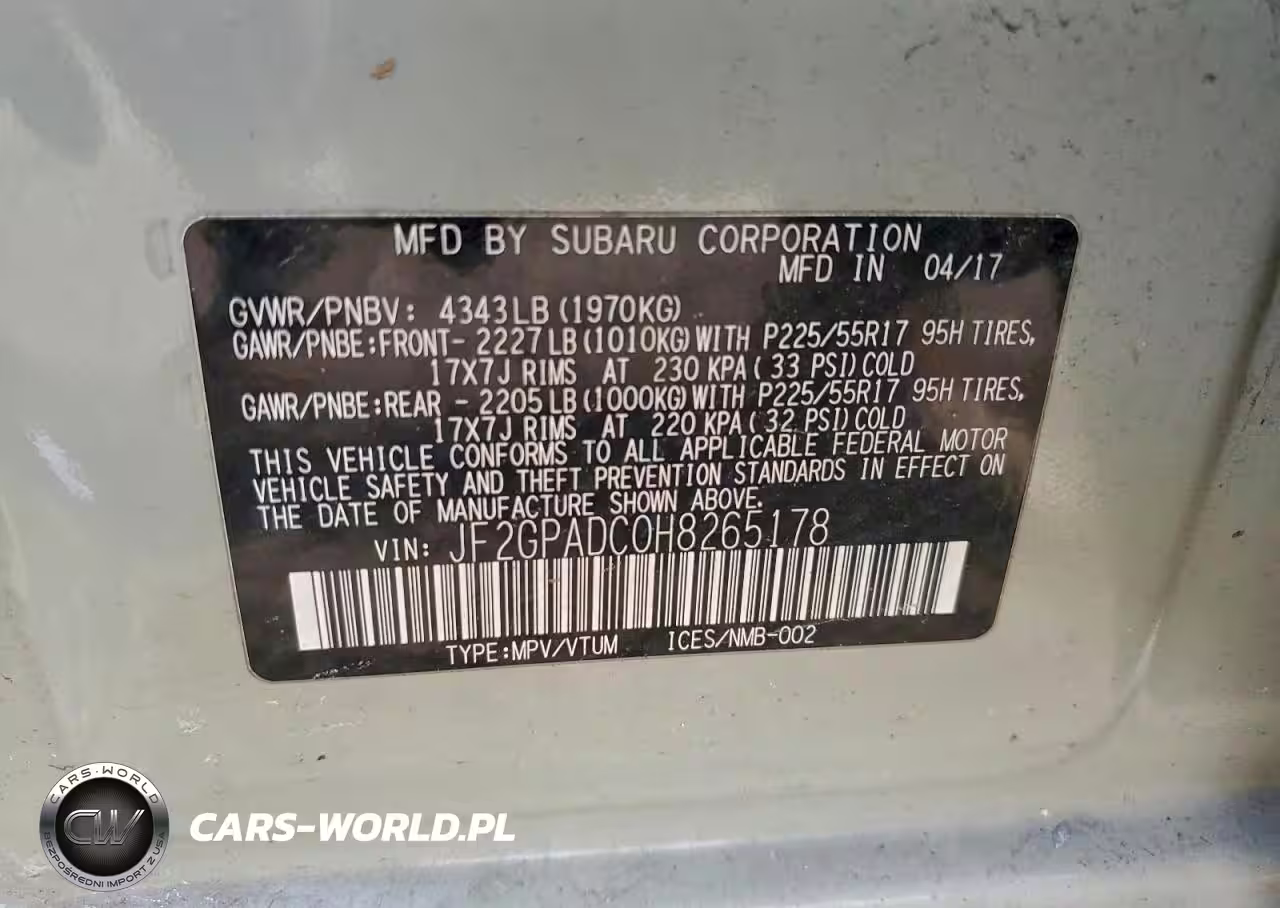 MFD BY SUBARU CORPORATION
MFD IN 04/17
GVWR/PNBV: 4343LB (1970KG)
GAWR/PNBE:FRONT- 2227LB (1010KG) WITH P225/55R17 95H TIRES,
17X7J RIMS AT 230 KPA( 33 PSI) COLD
GAWR/PNBE:REAR - 2205LB (1000KG) WITH P225/55R17 95H TIRES,
17X7J RIMS AT 220 KPA( 32 PSI) COLD
THIS VEHICLE CONFORMS TO ALL APPLICABLE FEDERAL MOTOR
VEHICLE SAFETY AND THEFT PREVENTION STANDARDS IN EFFECT ON
THE DATE OF MANUFACTURE SHOWN ABOVE.
VIN: JF2GPADC0H8265178
TYPE:MPV/VTUM ICES/NMB-002
CARS-WORLD
CW
BEZPOŚREDNI IMPORT Z USA
CARS-WORLD.PL